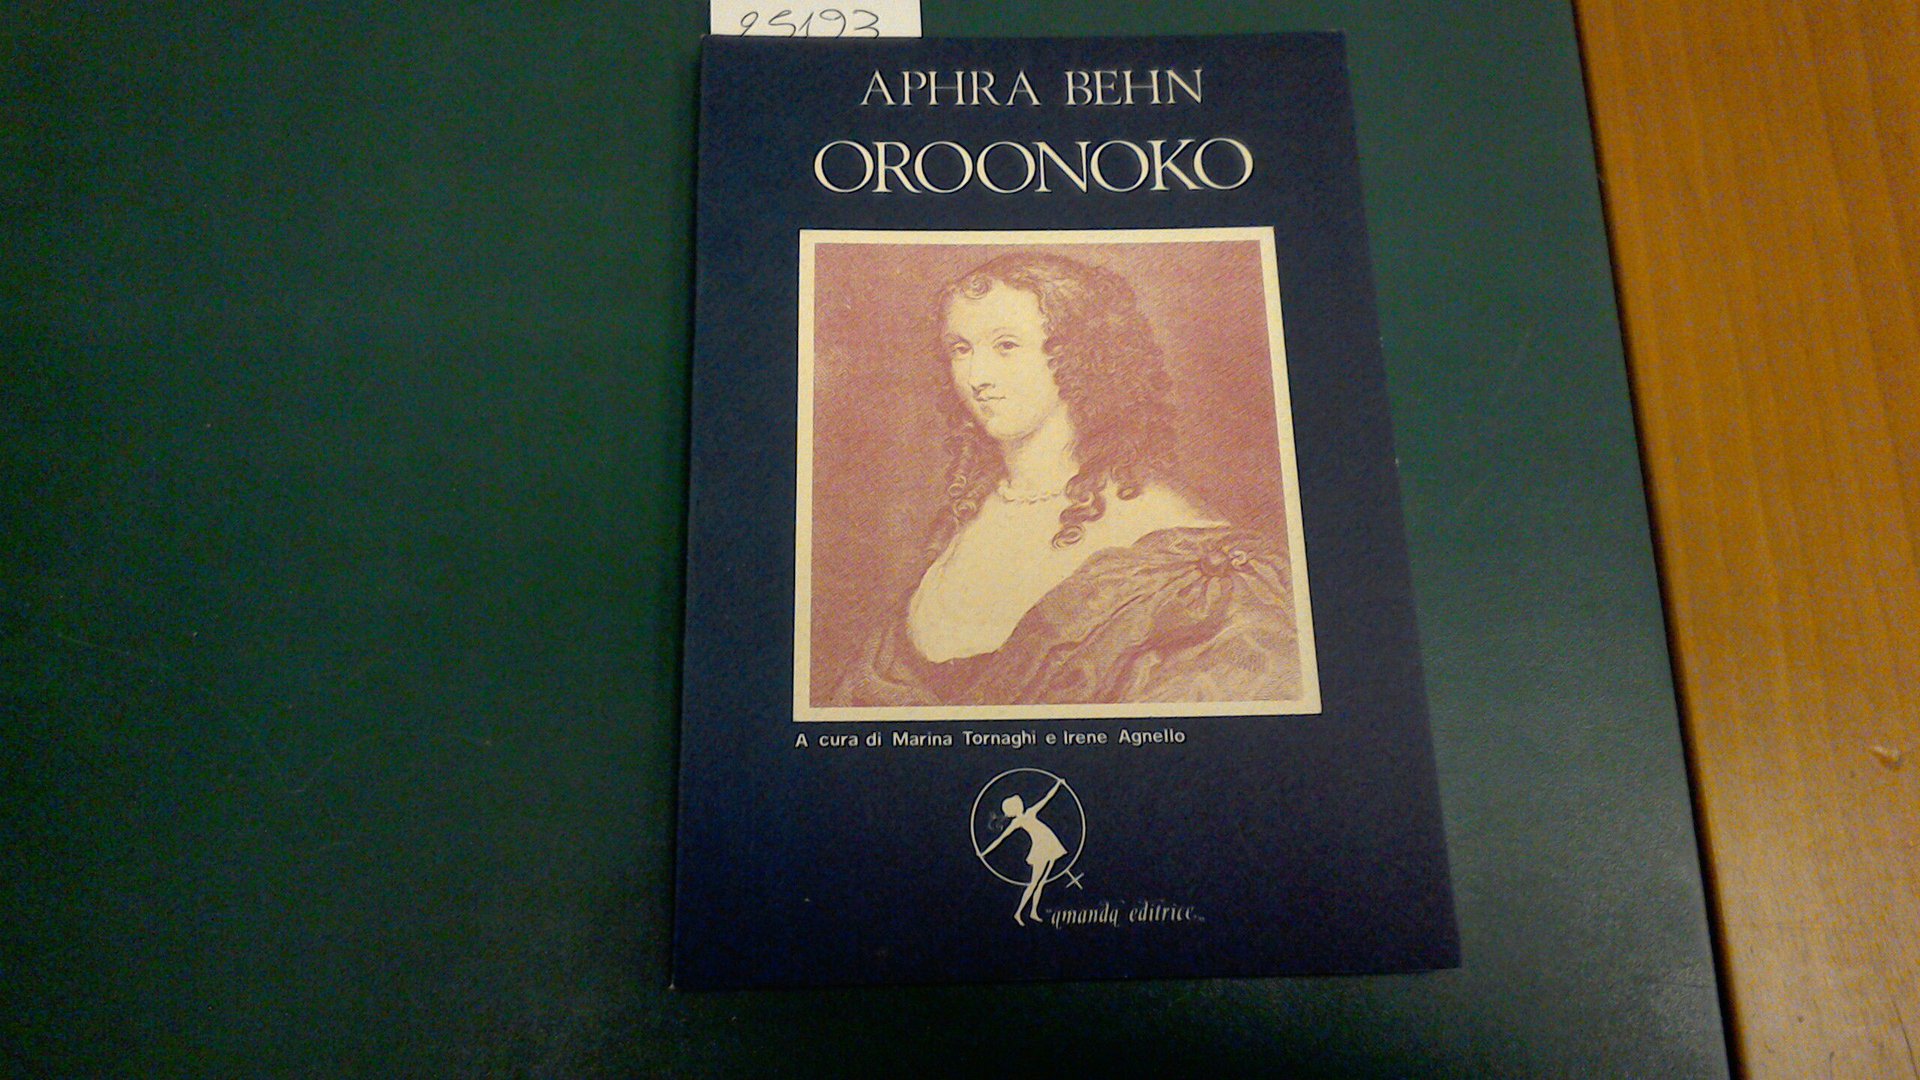 25193
APHRA BEHN
OROONOKO
A cura di Marina Tornaghi e Irene Agnello
amanda editrice